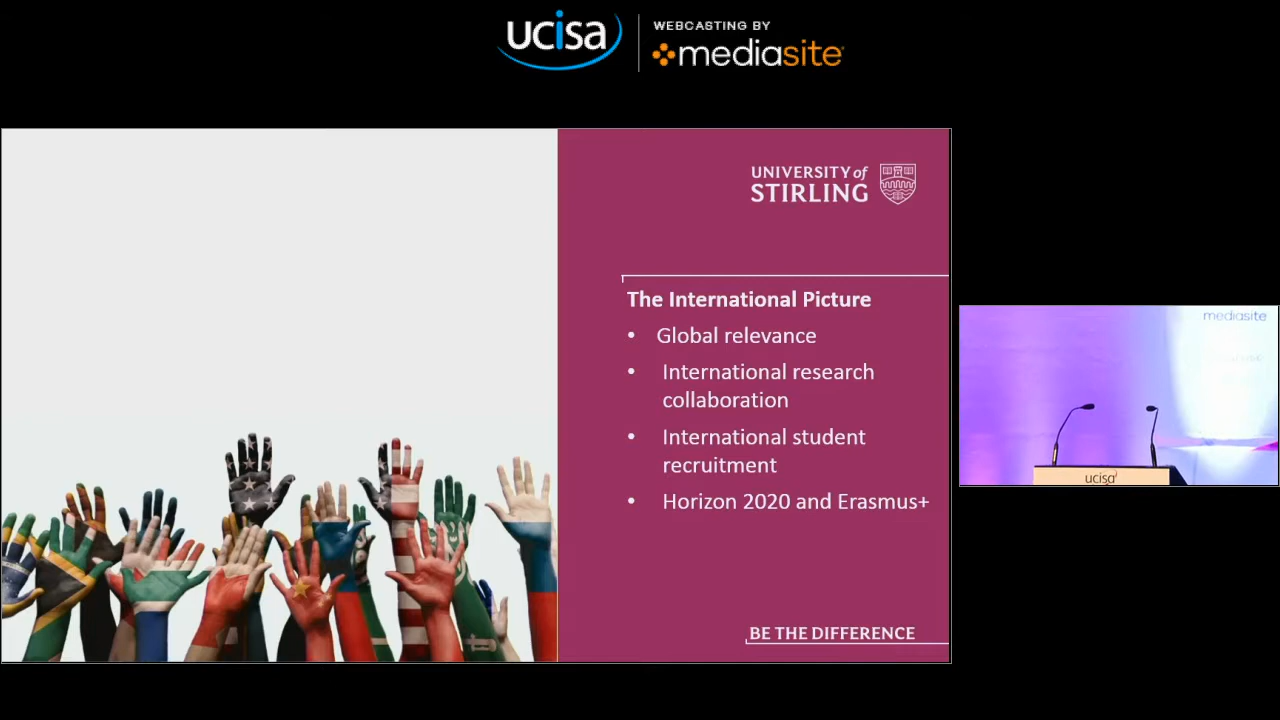 ucisa
WEBCASTING BY
mediasite
UNIVERSITY of
STIRLING
The International Picture
• Global relevance
• International research
collaboration
• International student
recruitment
• Horizon 2020 and Erasmus+
BE THE DIFFERENCE
mediasite
ucisa